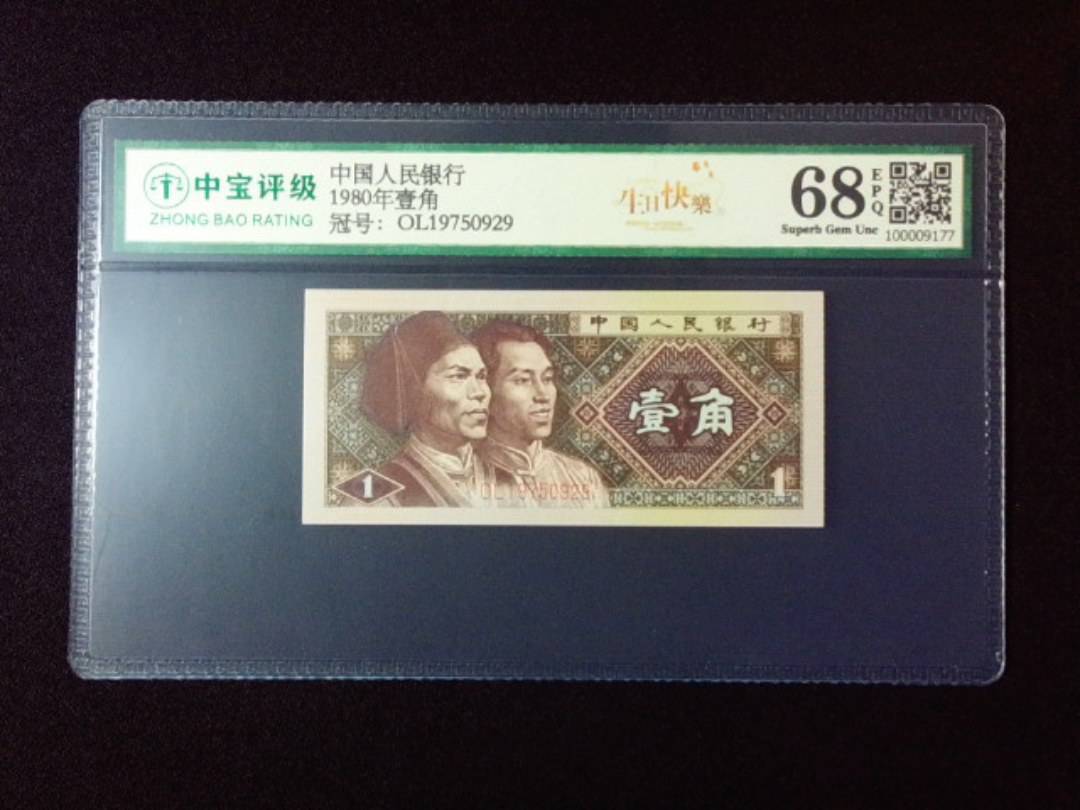 中宝评级
ZHONG BAO RATING
中国人民银行
1980年壹角
冠号：OL19750929
生日快樂
68
EPQ
Superb Gem Unc
100009177
中国人民银行
壹角
1
OL19750929
1